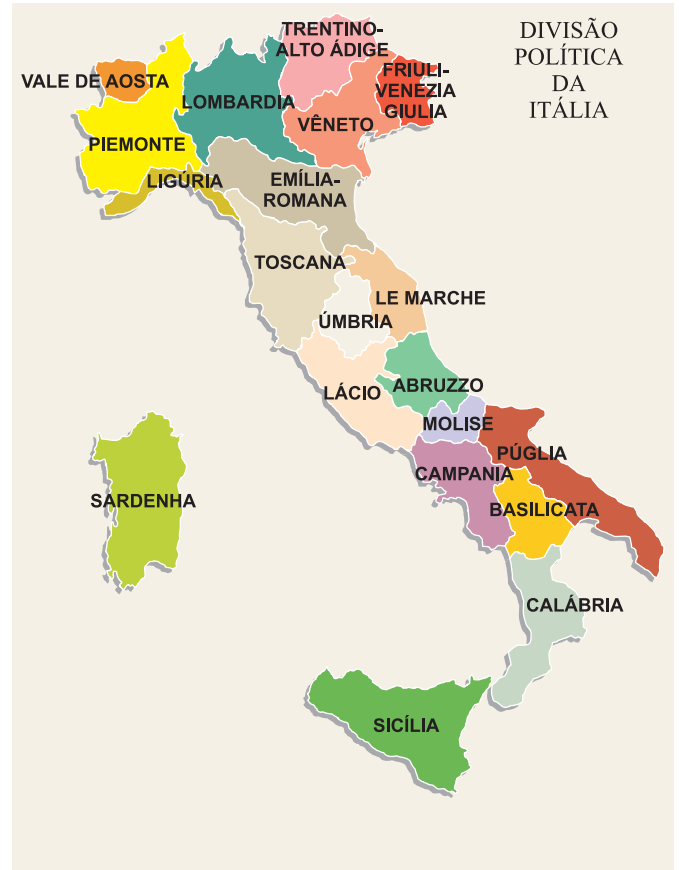 DIVISÃO
POLÍTICA
DA
ITÁLIA
TRENTINO-
ALTO ÁDIGE
FRIULI-
VENEZIA
GIULIA
VALE DE AOSTA
LOMBARDIA
VÊNETO
PIEMONTE
LIGÚRIA
EMÍLIA-
ROMANA
TOSCANA
LE MARCHE
ÚMBRIA
LÁCIO
ABRUZZO
MOLISE
PÚGLIA
CAMPANIA
BASILICATA
SARDENHA
CALÁBRIA
SICÍLIA